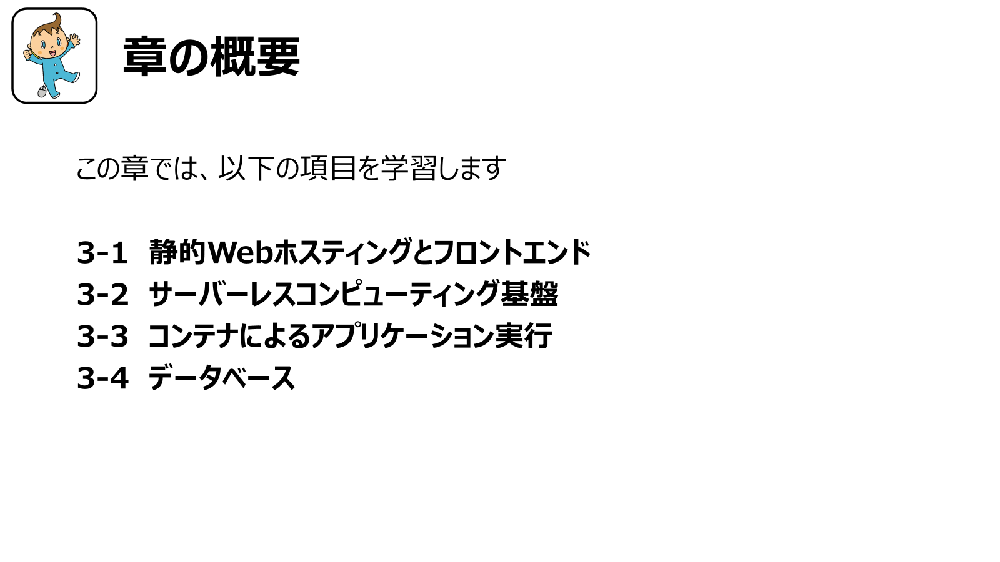 章の概要
この章では、以下の項目を学習します
3-1 静的Webホスティングとフロントエンド
3-2 サーバーレスコンピューティング基盤
3-3 コンテナによるアプリケーション実行
3-4 データベース